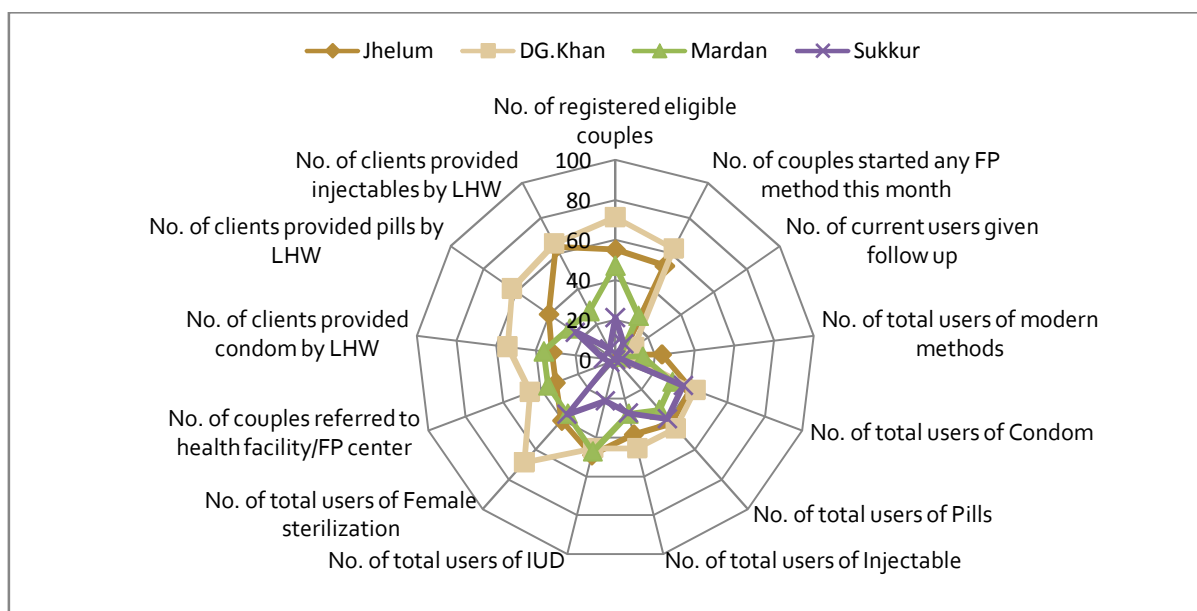 Jhelum DG.Khan Mardan Sukkur
No. of registered eligible
couples
No. of couples started any FP
method this month
No. of current users given
follow up
No. of total users of modern
methods
No. of total users of Condom
No. of total users of Pills
No. of total users of Injectable
No. of total users of IUD
No. of total users of Female
sterilization
No. of couples referred to
health facility/FP center
No. of clients provided
condom by LHW
No. of clients provided pills by
LHW
No. of clients provided
injectables by LHW
100
80
60
40
20
0